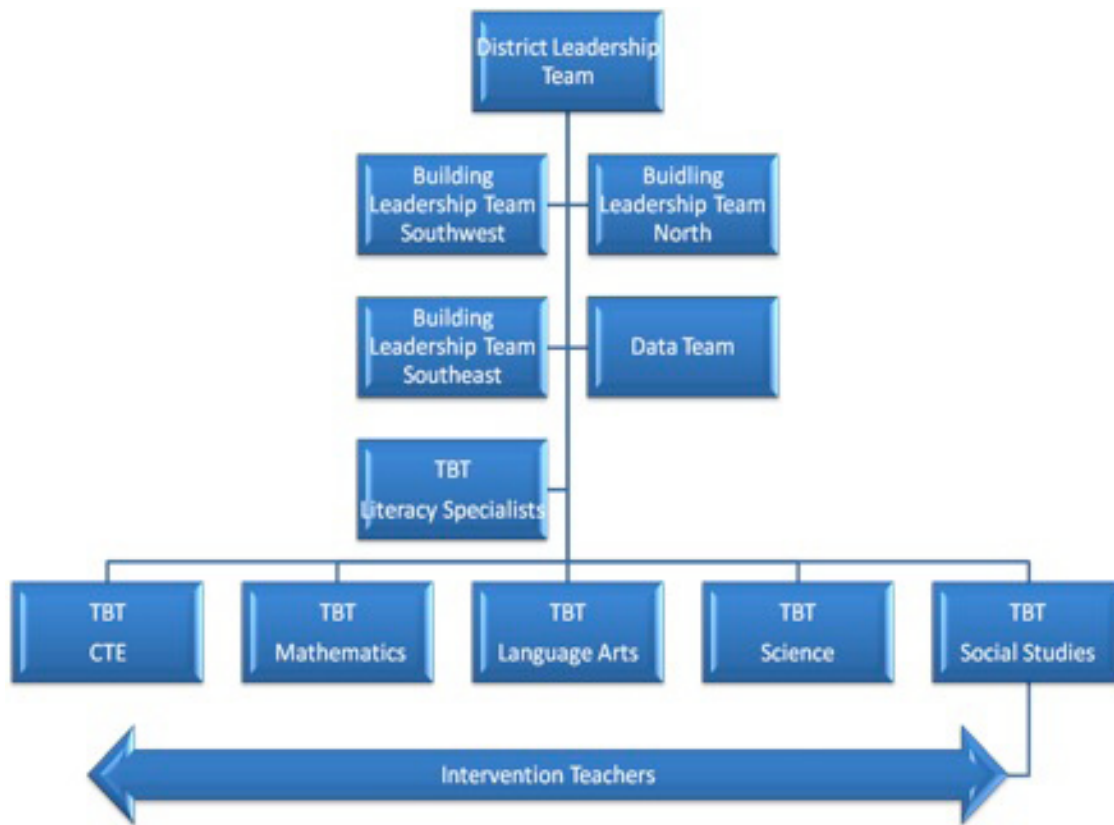 District Leadership
Team
Building
Leadership Team
Southwest
Buidling
Leadership Team
North
Building
Leadership Team
Southeast
Data Team
TBT
Literacy Specialists
TBT
CTE
TBT
Mathematics
TBT
Language Arts
TBT
Science
TBT
Social Studies
Intervention Teachers